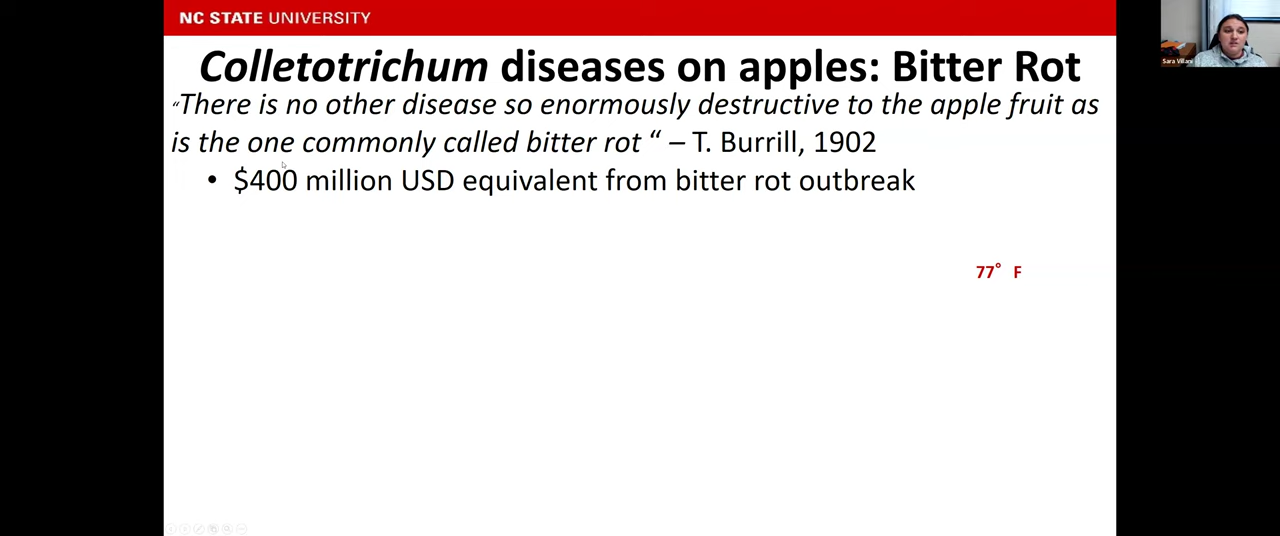 NC STATE UNIVERSITY
Colletotrichum diseases on apples: Bitter Rot
“There is no other disease so enormously destructive to the apple fruit as
is the one commonly called bitter rot “ – T. Burrill, 1902
• $400 million USD equivalent from bitter rot outbreak
77° F
Sara Villani